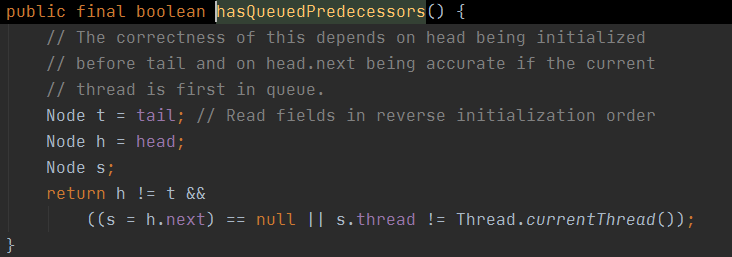 public final boolean hasQueuedPredecessors() {
// The correctness of this depends on head being initialized
// before tail and on head.next being accurate if the current
// thread is first in queue.
Node t = tail; // Read fields in reverse initialization order
Node h = head;
Node s;
return h != t &&
((s = h.next) == null || s.thread != Thread.currentThread());
}